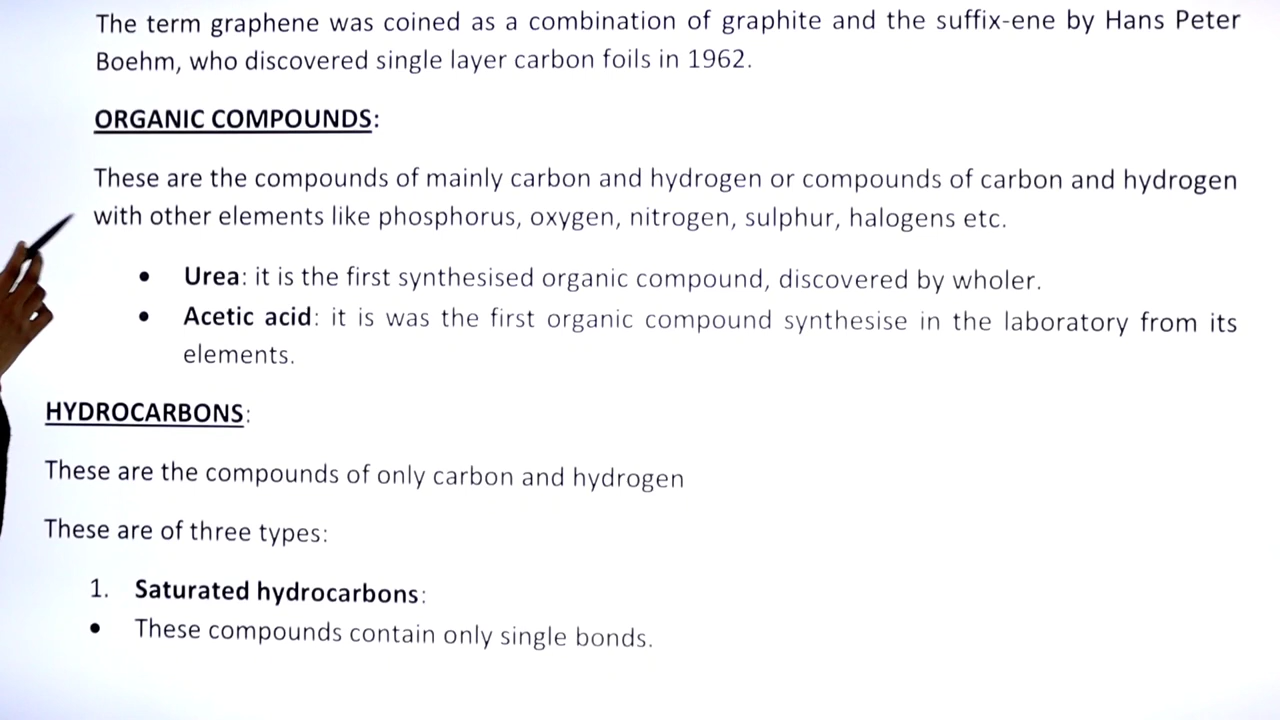 The term graphene was coined as a combination of graphite and the suffix-ene by Hans Peter
Boehm, who discovered single layer carbon foils in 1962.
ORGANIC COMPOUNDS:
These are the compounds of mainly carbon and hydrogen or compounds of carbon and hydrogen
with other elements like phosphorus, oxygen, nitrogen, sulphur, halogens etc.
• Urea: it is the first synthesised organic compound, discovered by wholer.
• Acetic acid: it is was the first organic compound synthesise in the laboratory from its
elements.
HYDROCARBONS:
These are the compounds of only carbon and hydrogen
These are of three types:
1. Saturated hydrocarbons:
• These compounds contain only single bonds.